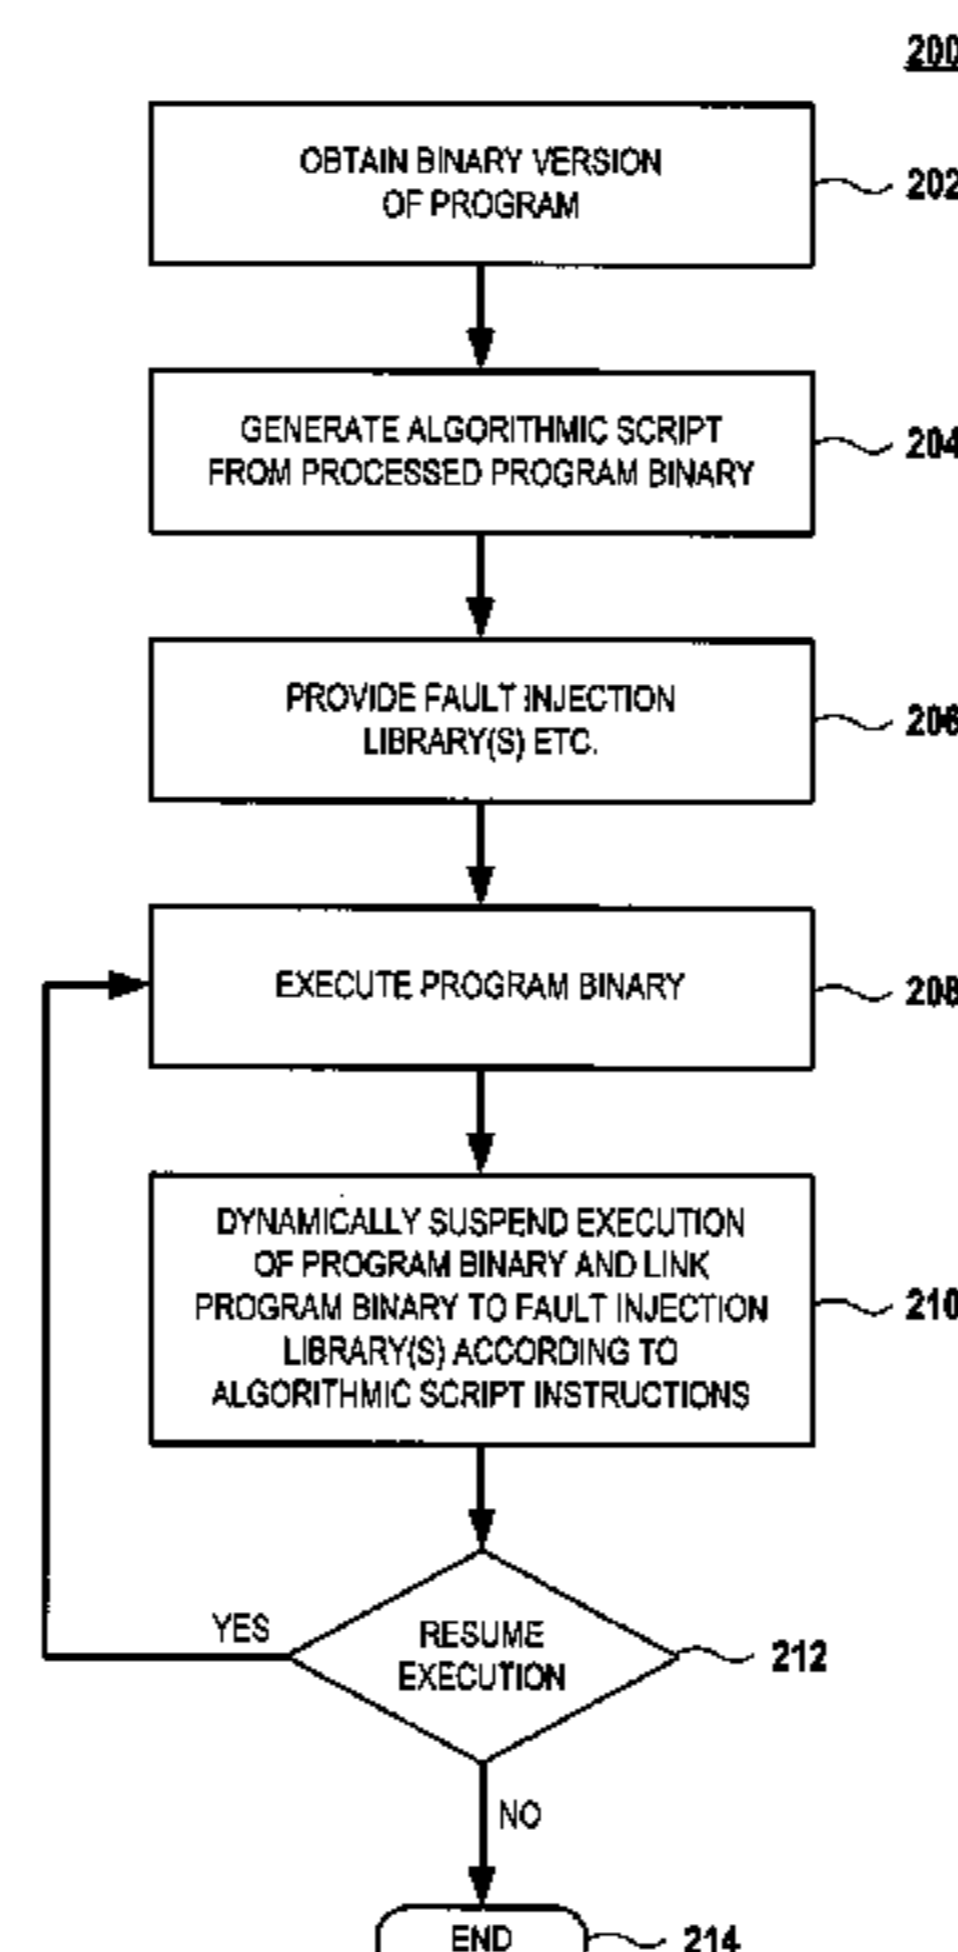 200
OBTAIN BINARY VERSION
OF PROGRAM
202
GENERATE ALGORITHMIC SCRIPT
FROM PROCESSED PROGRAM BINARY
204
PROVIDE FAULT INJECTION
LIBRARY(S) ETC.
206
EXECUTE PROGRAM BINARY
208
DYNAMICALLY SUSPEND EXECUTION
OF PROGRAM BINARY AND LINK
PROGRAM BINARY TO FAULT INJECTION
LIBRARY(S) ACCORDING TO
ALGORITHMIC SCRIPT INSTRUCTIONS
210
YES
RESUME
EXECUTION
212
NO
END
214